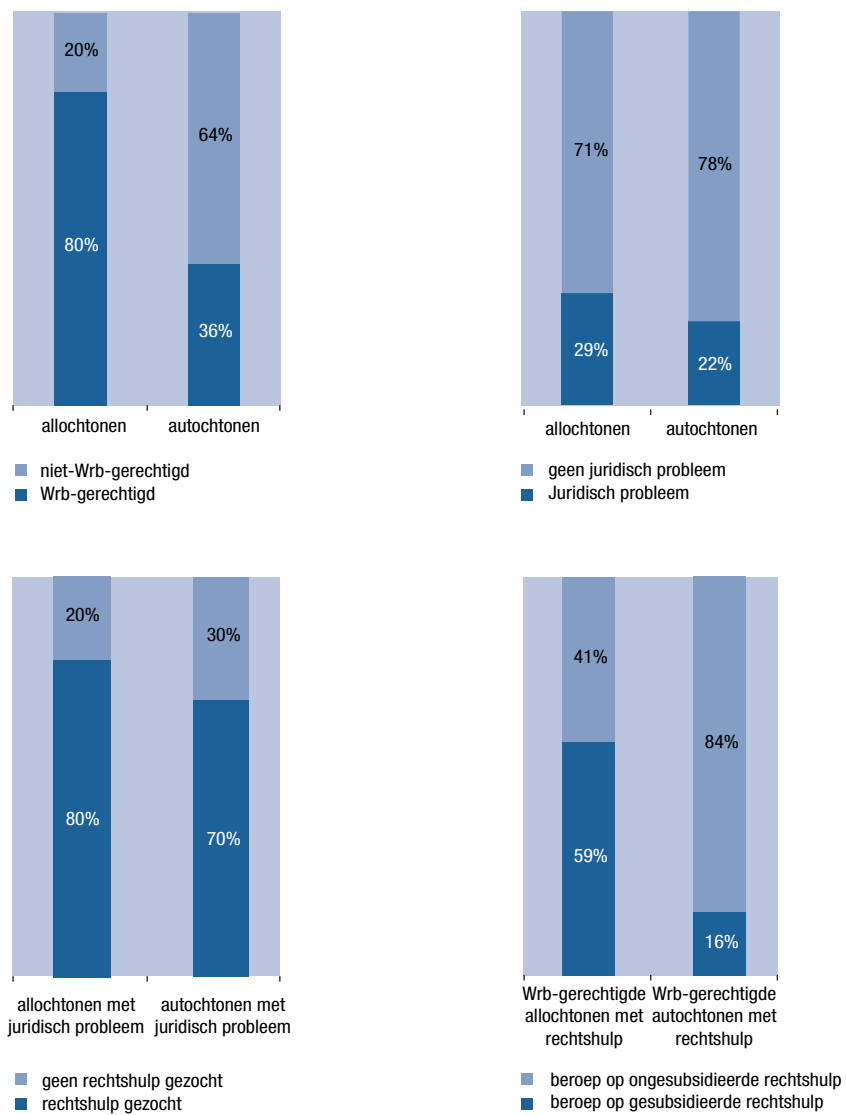 20%
64%
80%
36%
allochtonen autochtonen
niet-Wrb-gerechtigd
Wrb-gerechtigd
71%
78%
29%
22%
allochtonen autochtonen
geen juridisch probleem
Juridisch probleem
20%
30%
80%
70%
allochtonen met autochtonen met
juridisch probleem juridisch probleem
geen rechtshulp gezocht
rechtshulp gezocht
41%
84%
59%
16%
Wrb-gerechtigde Wrb-gerechtigde
allochtonen met autochtonen met
rechtshulp rechtshulp
beroep op ongesubsidieerde rechtshulp
beroep op gesubsidieerde rechtshulp